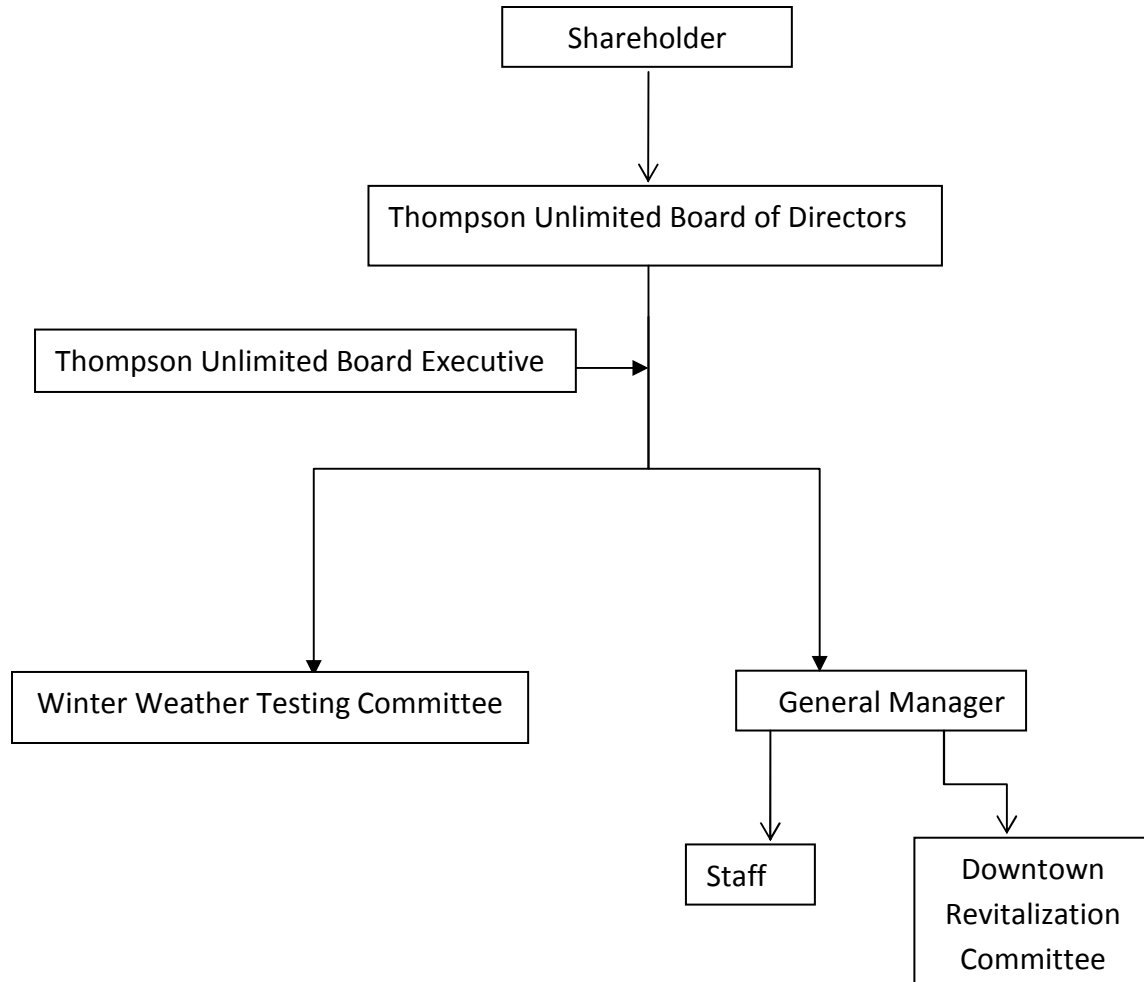 Shareholder
Thompson Unlimited Board of Directors
Thompson Unlimited Board Executive
Winter Weather Testing Committee
General Manager
Staff
Downtown
Revitalization
Committee